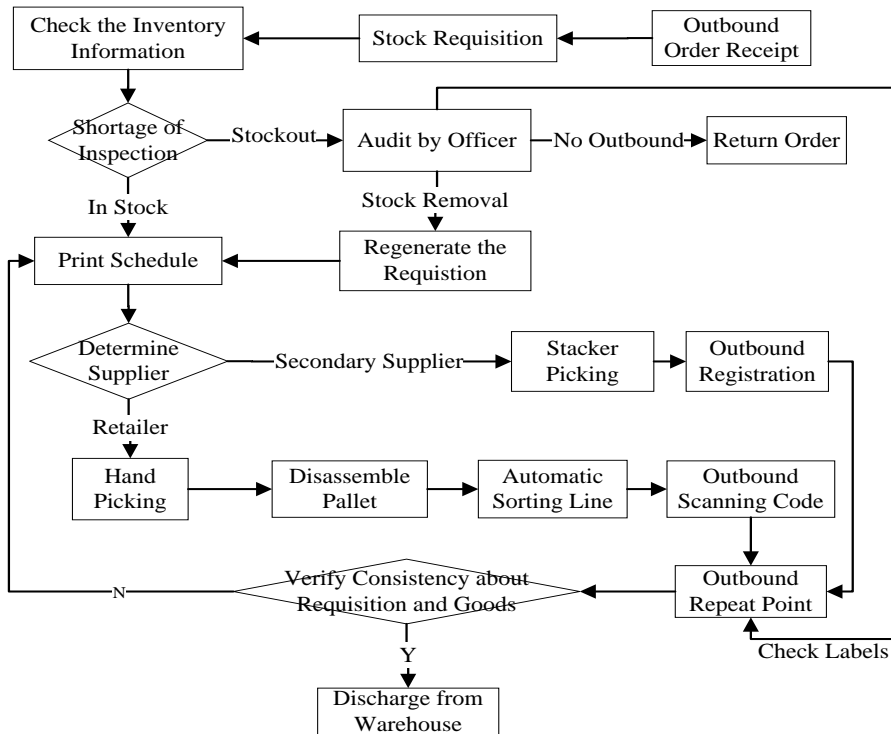 Check the Inventory
Information
Stock Requisition
Outbound
Order Receipt
Shortage of
Inspection
Stockout
Audit by Officer
No Outbound
Return Order
In Stock
Stock Removal
Print Schedule
Regenerate the
Requistion
Determine
Supplier
Secondary Supplier
Stacker
Picking
Outbound
Registration
Retailer
Hand
Picking
Disassemble
Pallet
Automatic
Sorting Line
Outbound
Scanning Code
N
Verify Consistency about
Requisition and Goods
Outbound
Repeat Point
Check Labels
Y
Discharge from
Warehouse